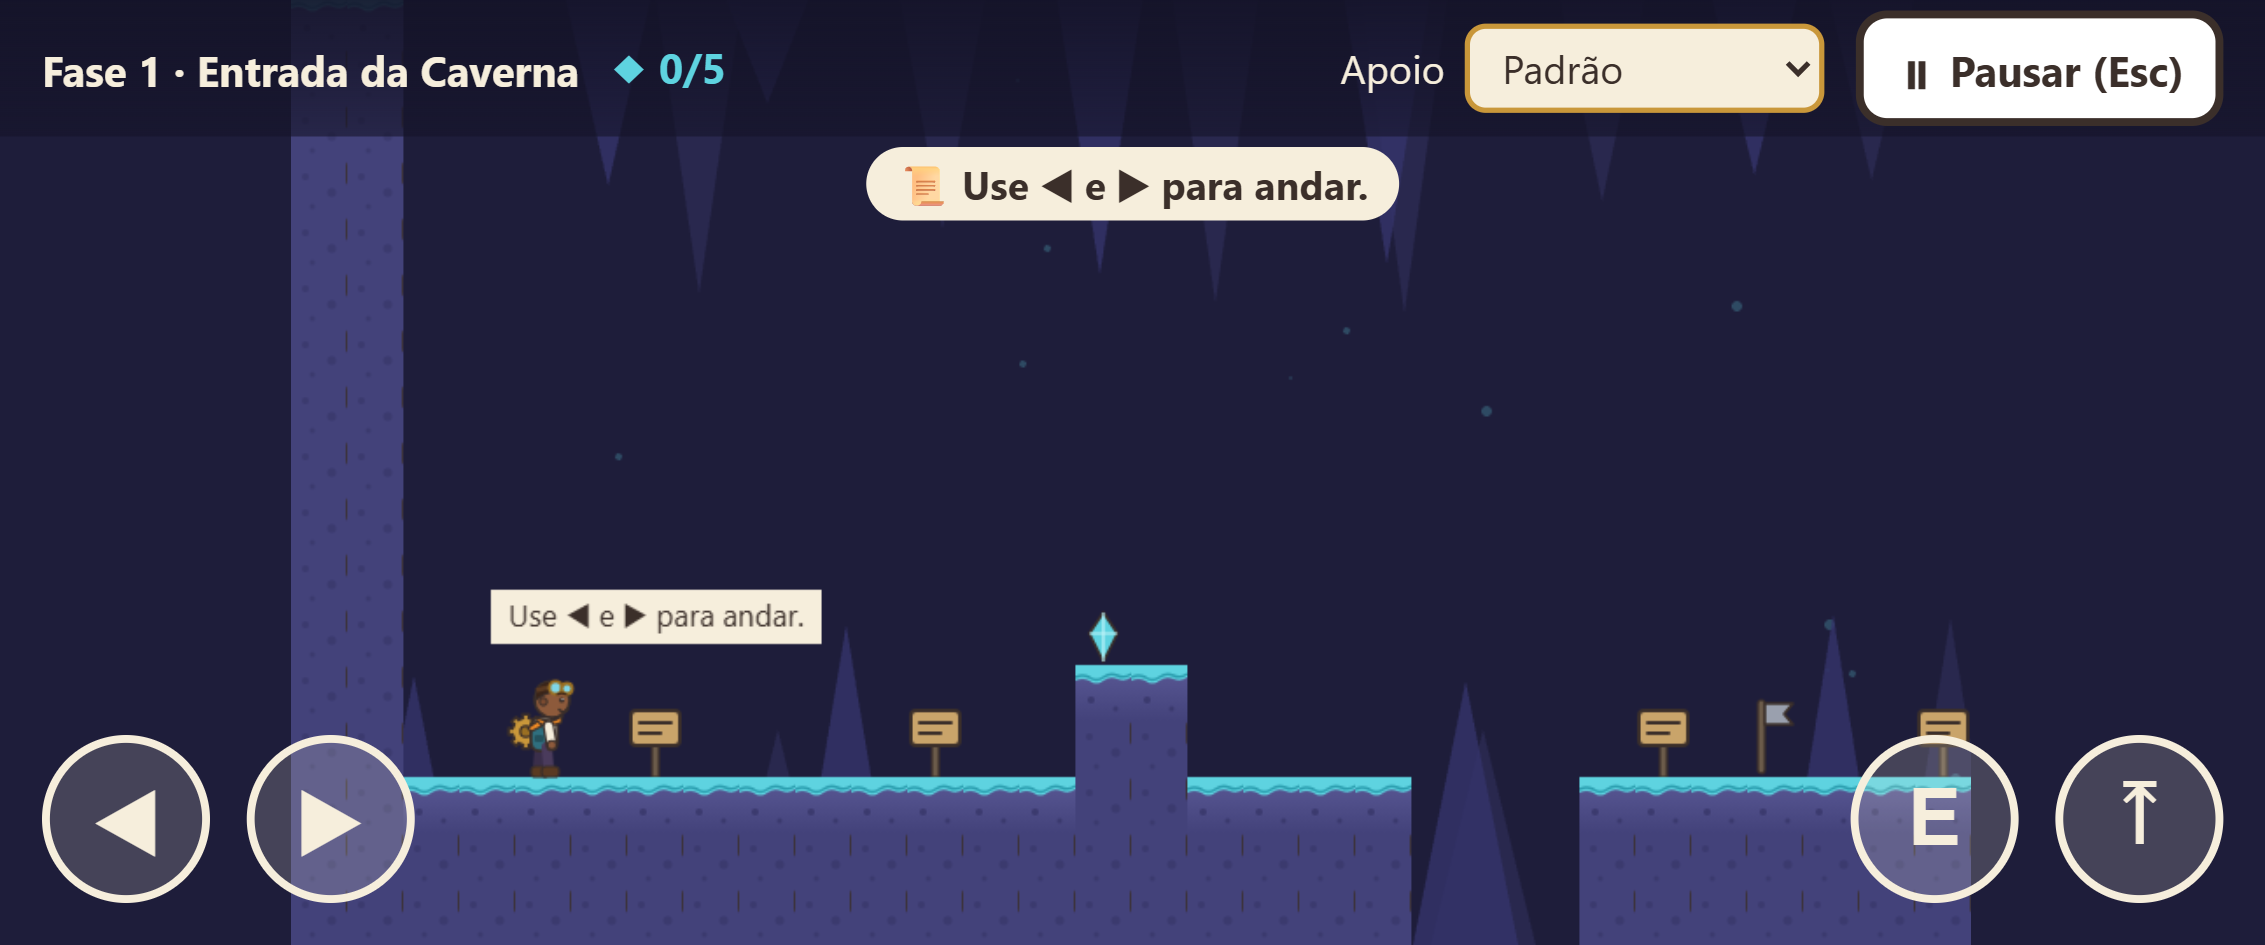 Fase 1 · Entrada da Caverna
◆ 0/5
Apoio
Padrão
⏸ Pausar (Esc)
📜 Use ◀ e ▶ para andar.
Use ◀ e ▶ para andar.
◀
▶
E
⤒